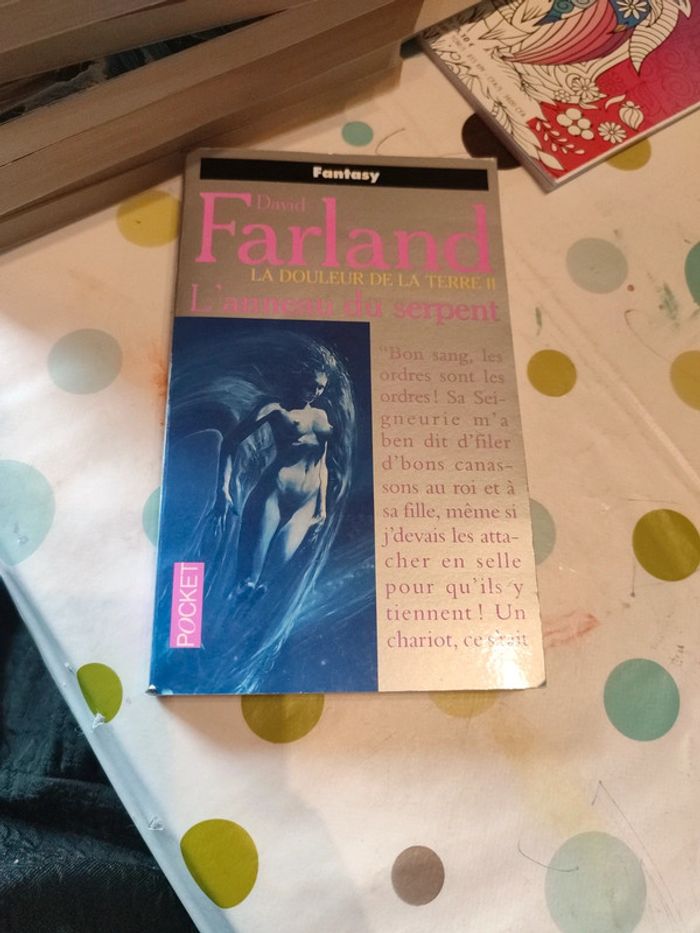 Fantasy
David
Farland
LA DOULEUR DE LA TERRE II
L'anneau du serpent
"Bon sang, les
ordres sont les
ordres! Sa Sei-
gneurie m'a
ben dit d'filer
d'bons canas-
sons au roi et à
sa fille, même si
j'devais les atta-
cher en selle
pour qu'ils y
tiennent! Un
chariot, ce s'rait
POCKET